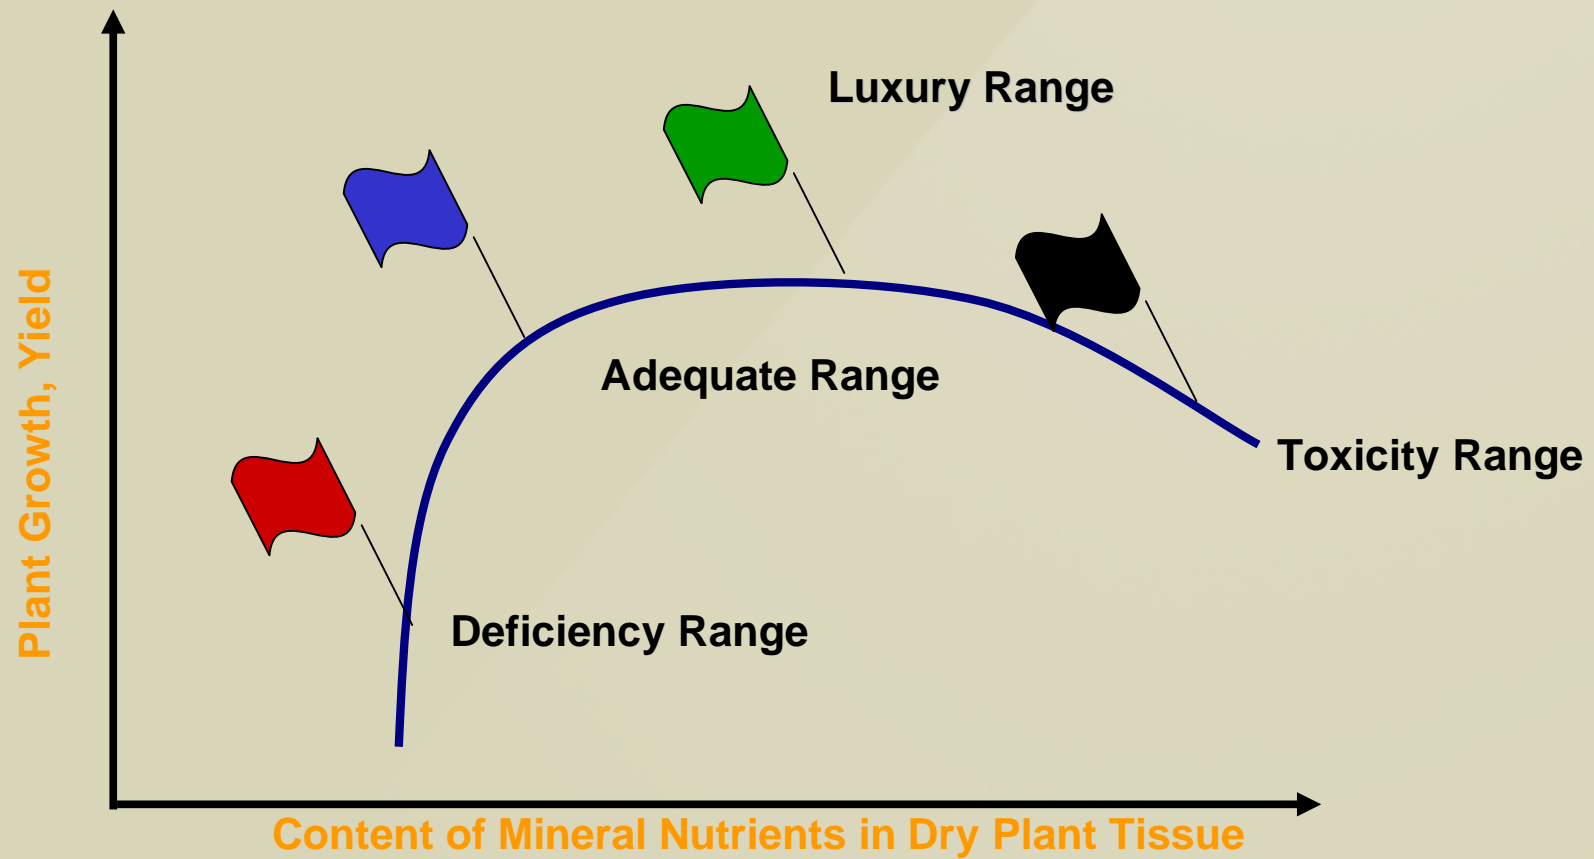 Luxury Range
Adequate Range
Toxicity Range
Deficiency Range
Plant Growth, Yield
Content of Mineral Nutrients in Dry Plant Tissue